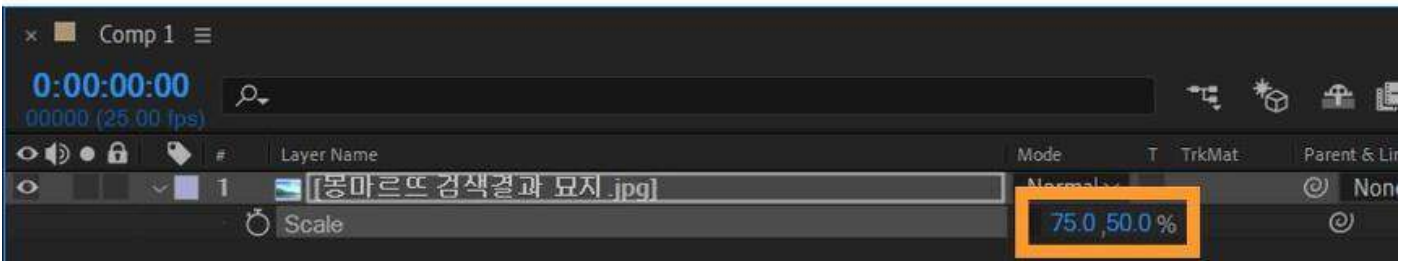 × Comp 1 ≡
0:00:00:00
00000 (25.00 fps)
# Layer Name Mode T TrkMat Parent & Lin
1 [몽마르뜨 검색결과 묘지.jpg] Normal None
Scale 75.0,50.0 %